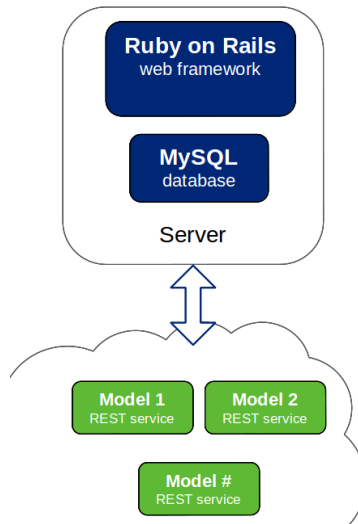 Ruby on Rails
web framework
MySQL
database
Server
Model 1
REST service
Model 2
REST service
Model #
REST service